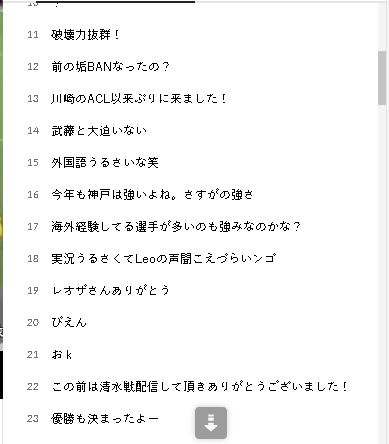 11 破壊力抜群！
12 前の垢BANなったの？
13 川崎のACL以来ぶりに来ました！
14 武藤と大迫いない
15 外国語うるさいな笑
16 今年も神戸は強いよね。さすがの強さ
17 海外経験してる選手が多いのも強みなのかな？
18 実況うるさくてLeoの声聞こえづらいンゴ
19 レオザさんありがとう
20 ぴえん
21 おｋ
22 この前は清水戦配信して頂きありがとうございました！
23 優勝も決まったよー